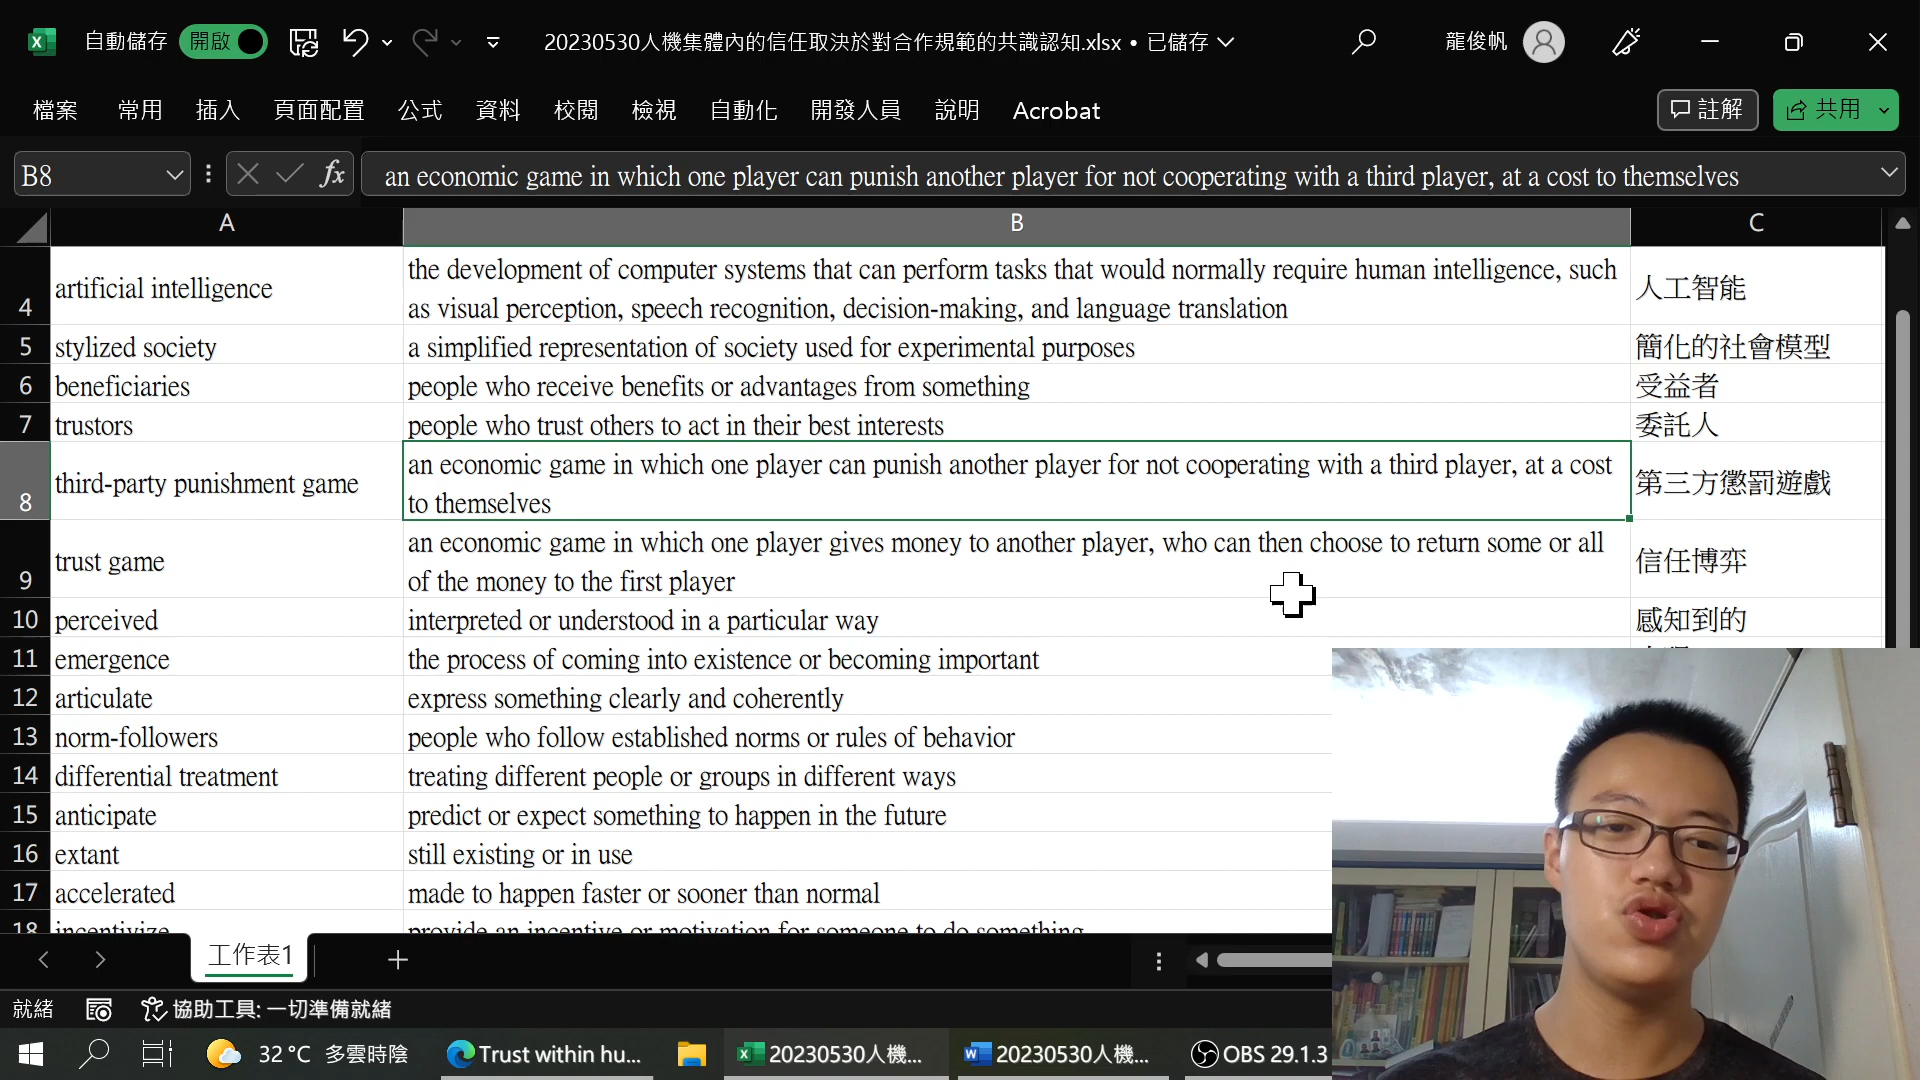 自動儲存 開啟 20230530人機集體內的信任取決於對合作規範的共識認知.xlsx • 已儲存 龍俊帆
檔案 常用 插入 頁面配置 公式 資料 校閱 檢視 自動化 開發人員 說明 Acrobat 註解 共用
B8 fx an economic game in which one player can punish another player for not cooperating with a third player, at a cost to themselves
A B C
4 artificial intelligence the development of computer systems that can perform tasks that would normally require human intelligence, such 人工智能
as visual perception, speech recognition, decision-making, and language translation
5 stylized society a simplified representation of society used for experimental purposes 簡化的社會模型
6 beneficiaries people who receive benefits or advantages from something 受益者
7 trustors people who trust others to act in their best interests 委託人
8 third-party punishment game an economic game in which one player can punish another player for not cooperating with a third player, at a cost 第三方懲罰遊戲
to themselves
9 trust game an economic game in which one player gives money to another player, who can then choose to return some or all 信任博弈
of the money to the first player
10 perceived interpreted or understood in a particular way 感知到的
11 emergence the process of coming into existence or becoming important
12 articulate express something clearly and coherently
13 norm-followers people who follow established norms or rules of behavior
14 differential treatment treating different people or groups in different ways
15 anticipate predict or expect something to happen in the future
16 extant still existing or in use
17 accelerated made to happen faster or sooner than normal
18 incentivize provide an incentive or motivation for someone to do something
工作表1
就緒 協助工具: 一切準備就緒
32 °C 多雲時陰 Trust within hu... 20230530人機... 20230530人機... OBS 29.1.3